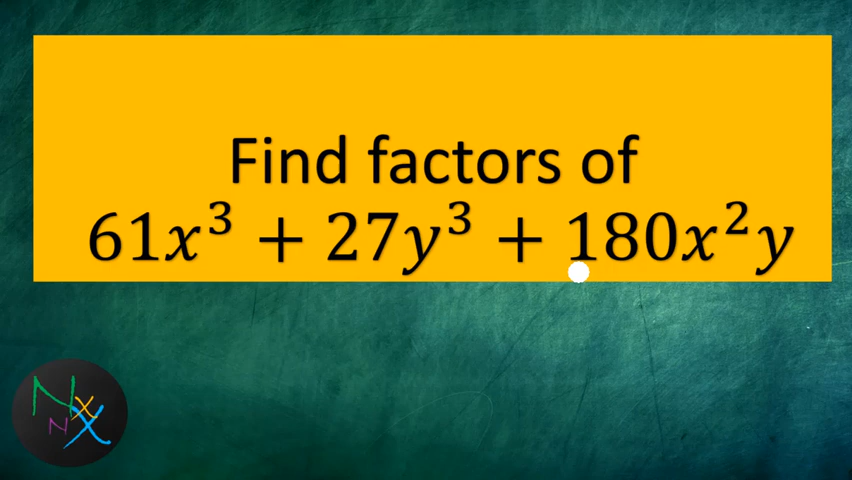 Find factors of
61x³ + 27y³ + 180x²y
N x
N X